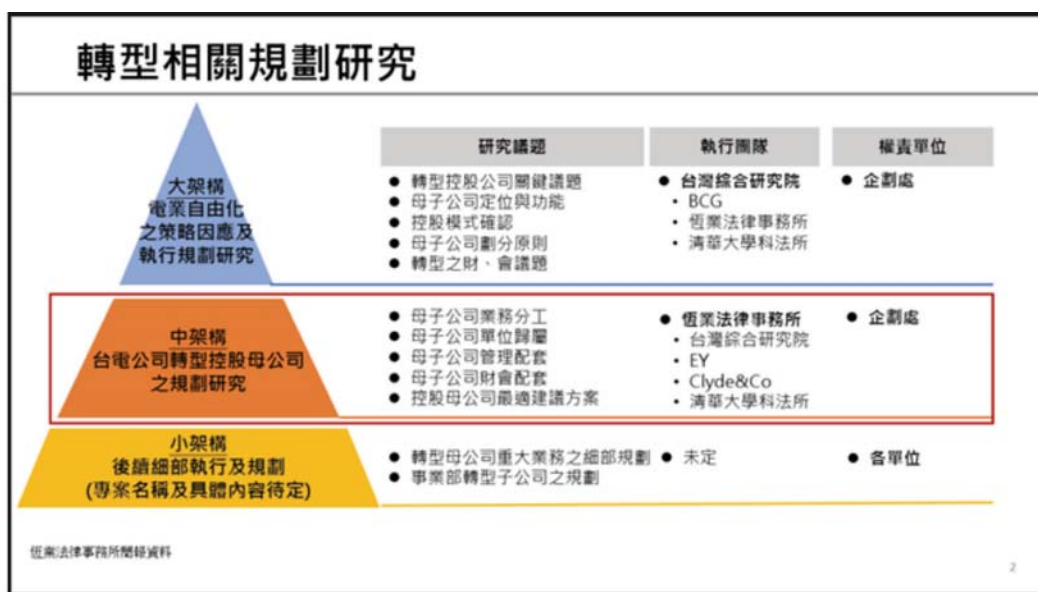 轉型相關規劃研究
研究議題
執行團隊
權責單位
大架構
電業自由化
之策略因應及
執行規劃研究
● 轉型控股公司關鍵議題
● 母子公司定位與功能
● 控股模式確認
● 母子公司劃分原則
● 轉型之財、會議題
● 台灣綜合研究院
• BCG
• 恆業法律事務所
• 清華大學科法所
● 企劃處
中架構
台電公司轉型控股母公司
之規劃研究
● 母子公司業務分工
● 母子公司單位歸屬
● 母子公司管理配套
● 母子公司財會配套
● 控股母公司最適建議方案
● 恆業法律事務所
• 台灣綜合研究院
• EY
• Clyde&Co
• 清華大學科法所
● 企劃處
小架構
後續細部執行及規劃
(專案名稱及具體內容待定)
● 轉型母公司重大業務之細部規劃
● 事業部轉型子公司之規劃
● 未定
● 各單位
恆業法律事務所簡報資料
2